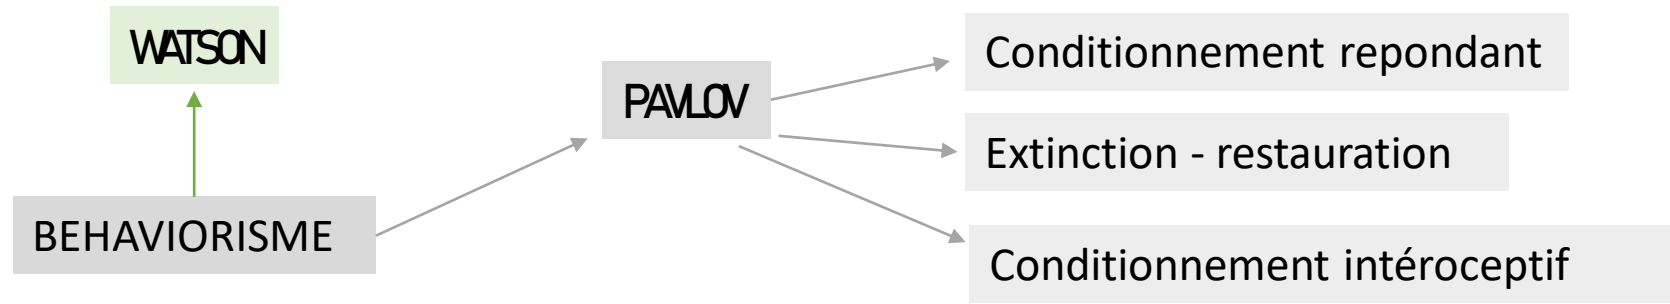 WATSON
BEHAVIORISME
PAVLOV
Conditionnement repondant
Extinction - restauration
Conditionnement intéroceptif